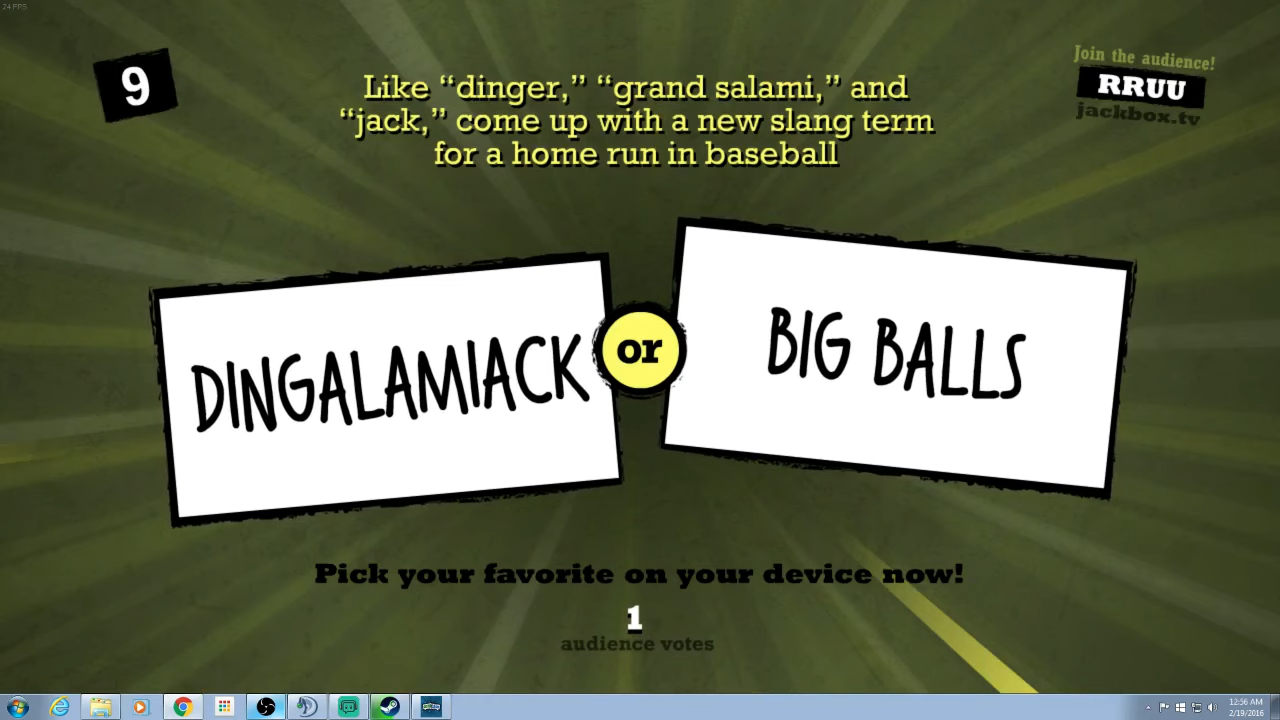 24 FPS
9
Like “dinger,” “grand salami,” and
“jack,” come up with a new slang term
for a home run in baseball
Join the audience!
RRUU
jackbox.tv
DINGALAMIACK
or
BIG BALLS
Pick your favorite on your device now!
1
audience votes
12:56 AM
2/19/2016